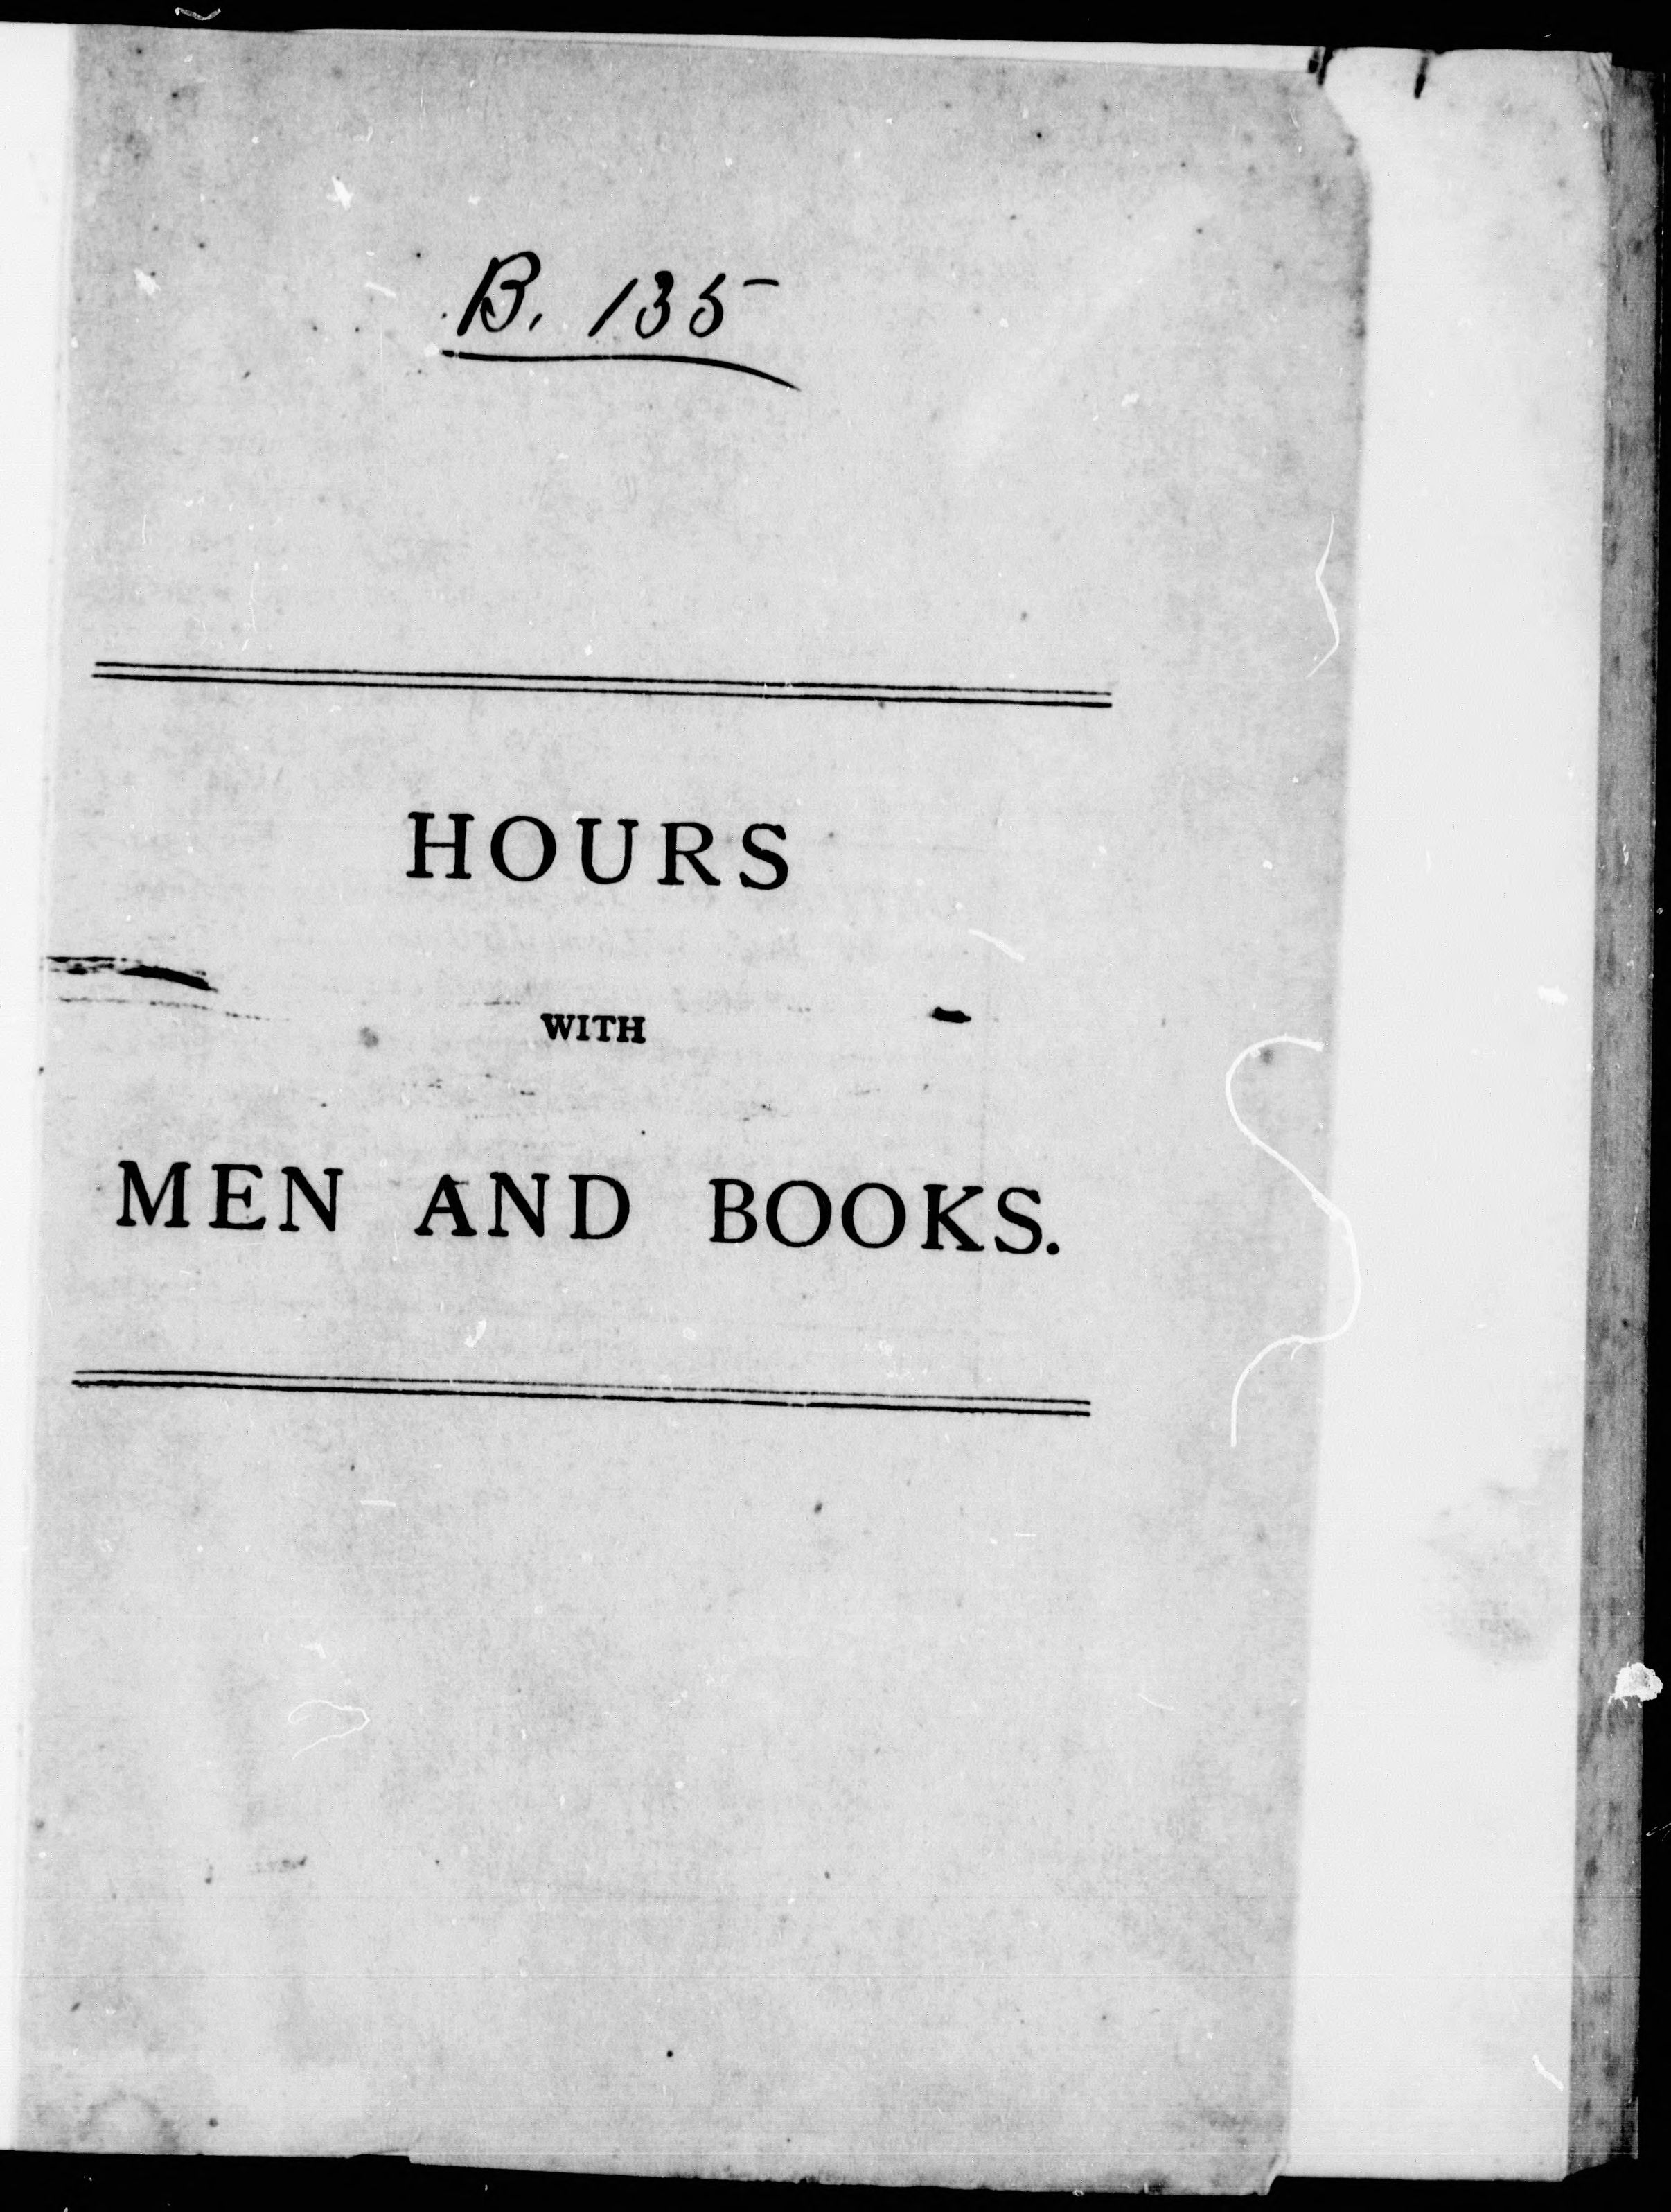 B. 135
HOURS
WITH
MEN AND BOOKS.